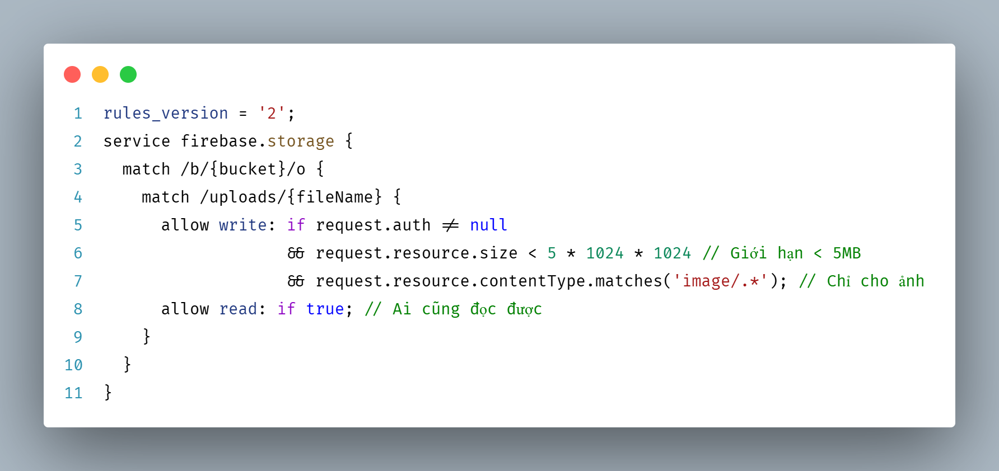 1 rules_version = '2';
2 service firebase.storage {
3   match /b/{bucket}/o {
4     match /uploads/{fileName} {
5       allow write: if request.auth != null
6                    && request.resource.size < 5 * 1024 * 1024 // Giới hạn < 5MB
7                    && request.resource.contentType.matches('image/.*'); // Chỉ cho ảnh
8       allow read: if true; // Ai cũng đọc được
9     }
10   }
11 }